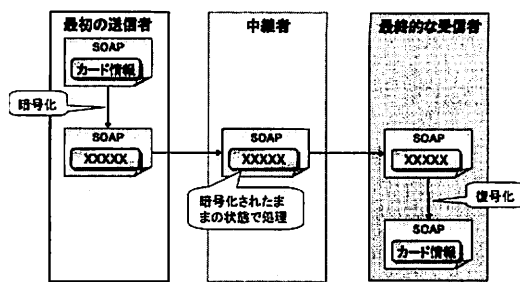 最初の送信者
SOAP
カード情報
暗号化
SOAP
XXXXX
中継者
SOAP
XXXXX
暗号化されたま
まの状態で処理
最終的な受信者
SOAP
XXXXX
復号化
SOAP
カード情報